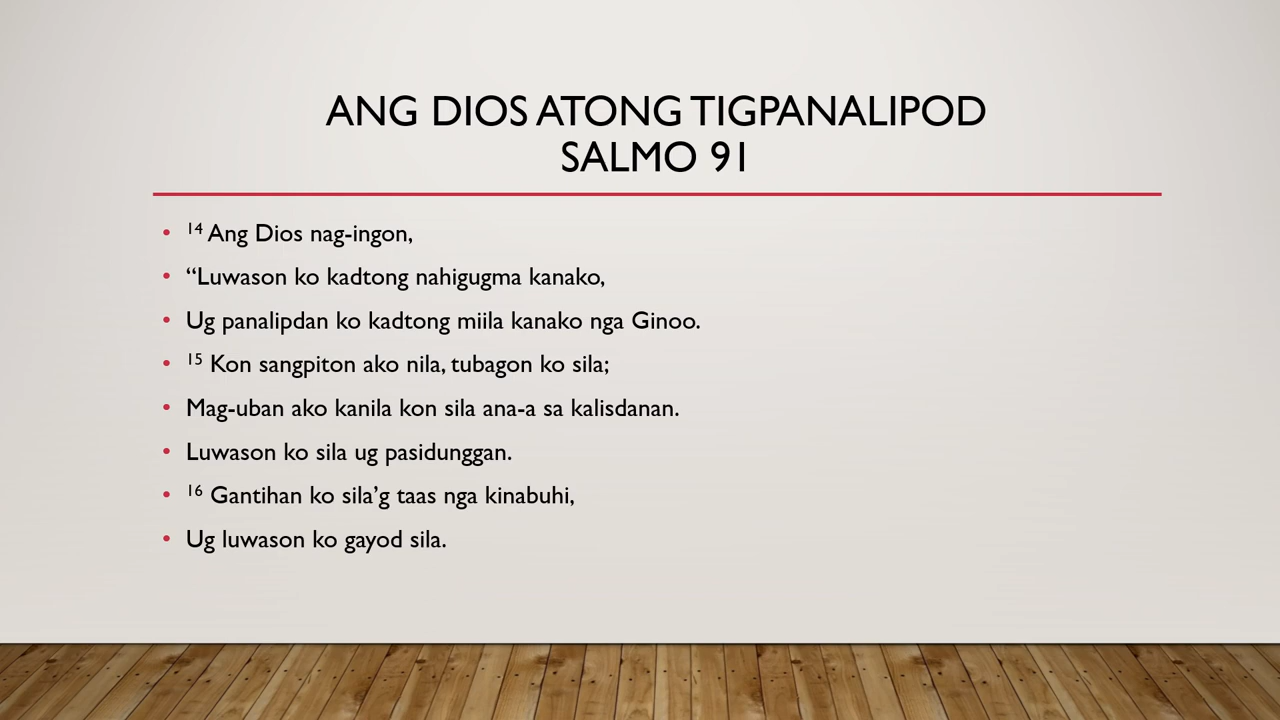 ANG DIOS ATONG TIGPANALIPOD
SALMO 91
• ¹⁴ Ang Dios nag-ingon,
• “Luwason ko kadtong nahigugma kanako,
• Ug panalipdan ko kadtong miila kanako nga Ginoo.
• ¹⁵ Kon sangpiton ako nila, tubagon ko sila;
• Mag-uban ako kanila kon sila ana-a sa kalisdanan.
• Luwason ko sila ug pasidunggan.
• ¹⁶ Gantihan ko sila’g taas nga kinabuhi,
• Ug luwason ko gayod sila.